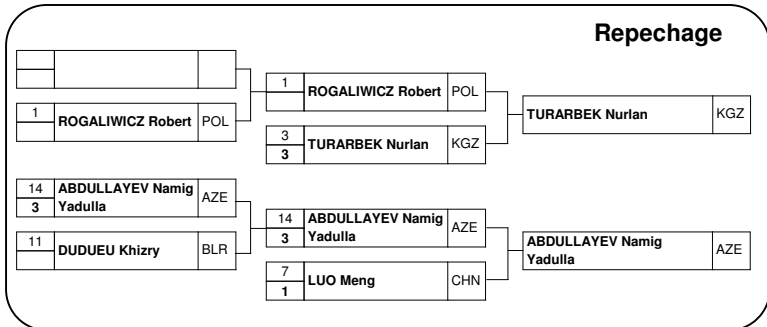 Repechage
1
ROGALIWICZ Robert POL
1
ROGALIWICZ Robert POL
3
3
TURARBEK Nurlan KGZ
TURARBEK Nurlan KGZ
14
3
ABDULLAYEV Namig
Yadulla
AZE
11
DUDUEU Khizry BLR
14
3
ABDULLAYEV Namig
Yadulla
AZE
7
1
LUO Meng CHN
ABDULLAYEV Namig
Yadulla
AZE